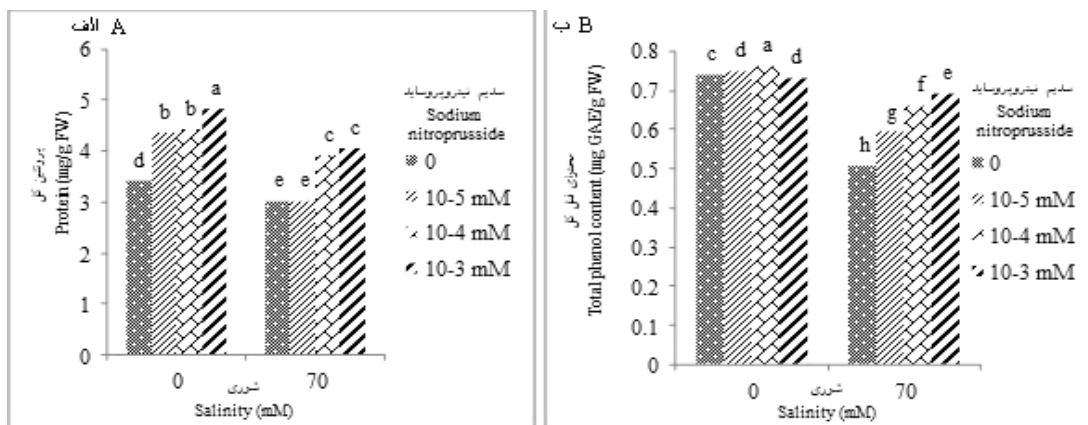 الف A
6
5
4
3
2
1
0
پروتئین کل
Protein (mg/g FW)
d b b a
e e c c
0 70
شوری
Salinity (mM)
سدیم نیتروپروساید
Sodium
nitroprusside
0
10-5 mM
10-4 mM
10-3 mM
ب B
0.8
0.7
0.6
0.5
0.4
0.3
0.2
0.1
0
محتوای فنل کل
Total phenol content (mg GAE/g FW)
c d a d
h g f e
0 70
شوری
Salinity (mM)
سدیم نیتروپروساید
Sodium
nitroprusside
0
10-5 mM
10-4 mM
10-3 mM